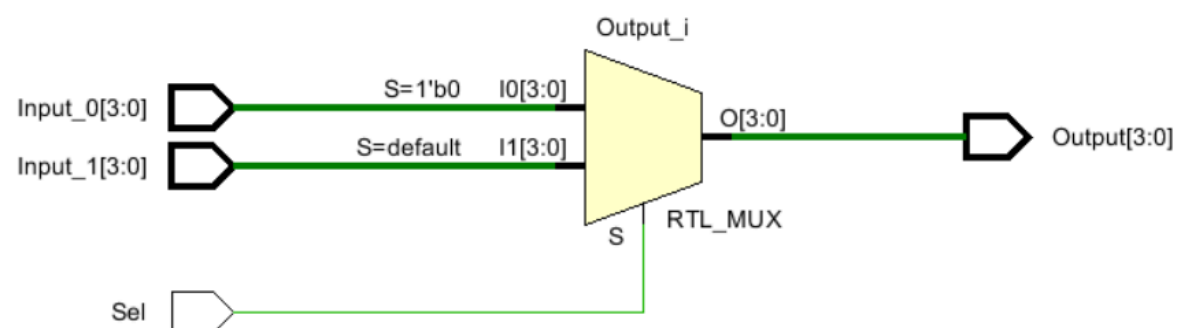 Output_i
S=1'b0
I0[3:0]
Input_0[3:0]
O[3:0]
Output[3:0]
S=default
I1[3:0]
Input_1[3:0]
S
RTL_MUX
Sel